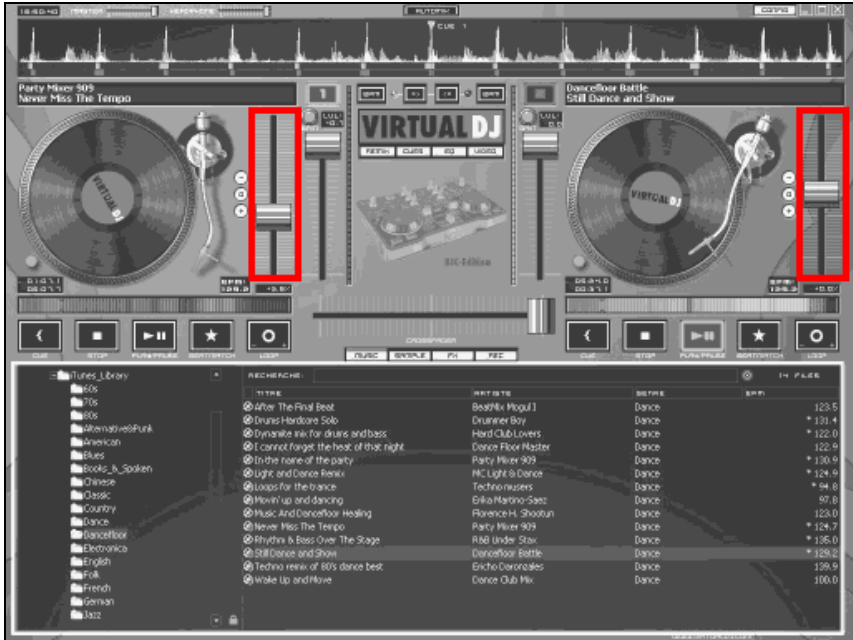 AUTOMIX
CONFIG
CUE 1
Party Mixer 909
Never Miss The Tempo
1
VIRTUAL DJ
REMIX CUES EQ VIDEO
DJC-Edition
Dancefloor Battle
Still Dance and Show
VIRTUAL DJ
VIRTUAL DJ
BPM:
BPM:
CUE STOP PLAY/PAUSE BEATMATCH LOOP
CROSSFADER
CUE STOP PLAY/PAUSE BEATMATCH LOOP
MUSIC SAMPLE FX REC
iTunes_Library
60s
70s
80s
Alternative&Punk
American
Blues
Books_&_Spoken
Chinese
Classic
Country
Dance
Dancefloor
Electronica
English
Folk
French
German
Jazz
RECHERCHE: 14 FILES
TITRE ARTISTE GENRE BPM
After The Final Beat BeatMix Mogul I Dance 123.5
Drums Hardcore Solo Drummer Boy Dance * 131.4
Dynamite mix for drums and bass Hard Club Lovers Dance * 122.0
I cannot forget the heat of that night Dance Floor Master Dance 122.9
In the name of the party Party Mixer 909 Dance * 130.9
Light and Dance Remix MC Light & Dance Dance * 124.9
Loops for the trance Techno musers Dance * 94.8
Movin' up and dancing Erika Martino-Saez Dance 97.8
Music And Dancefloor Healing Florence H. Shootun Dance 123.0
Never Miss The Tempo Party Mixer 909 Dance * 124.7
Rhythm & Bass Over The Stage R&B Under Stax Dance * 135.0
Still Dance and Show Dancefloor Battle Dance * 129.2
Techno remix of 80's dance best Ericho Daronzales Dance 139.9
Wake Up and Move Dance Club Mix Dance 100.0